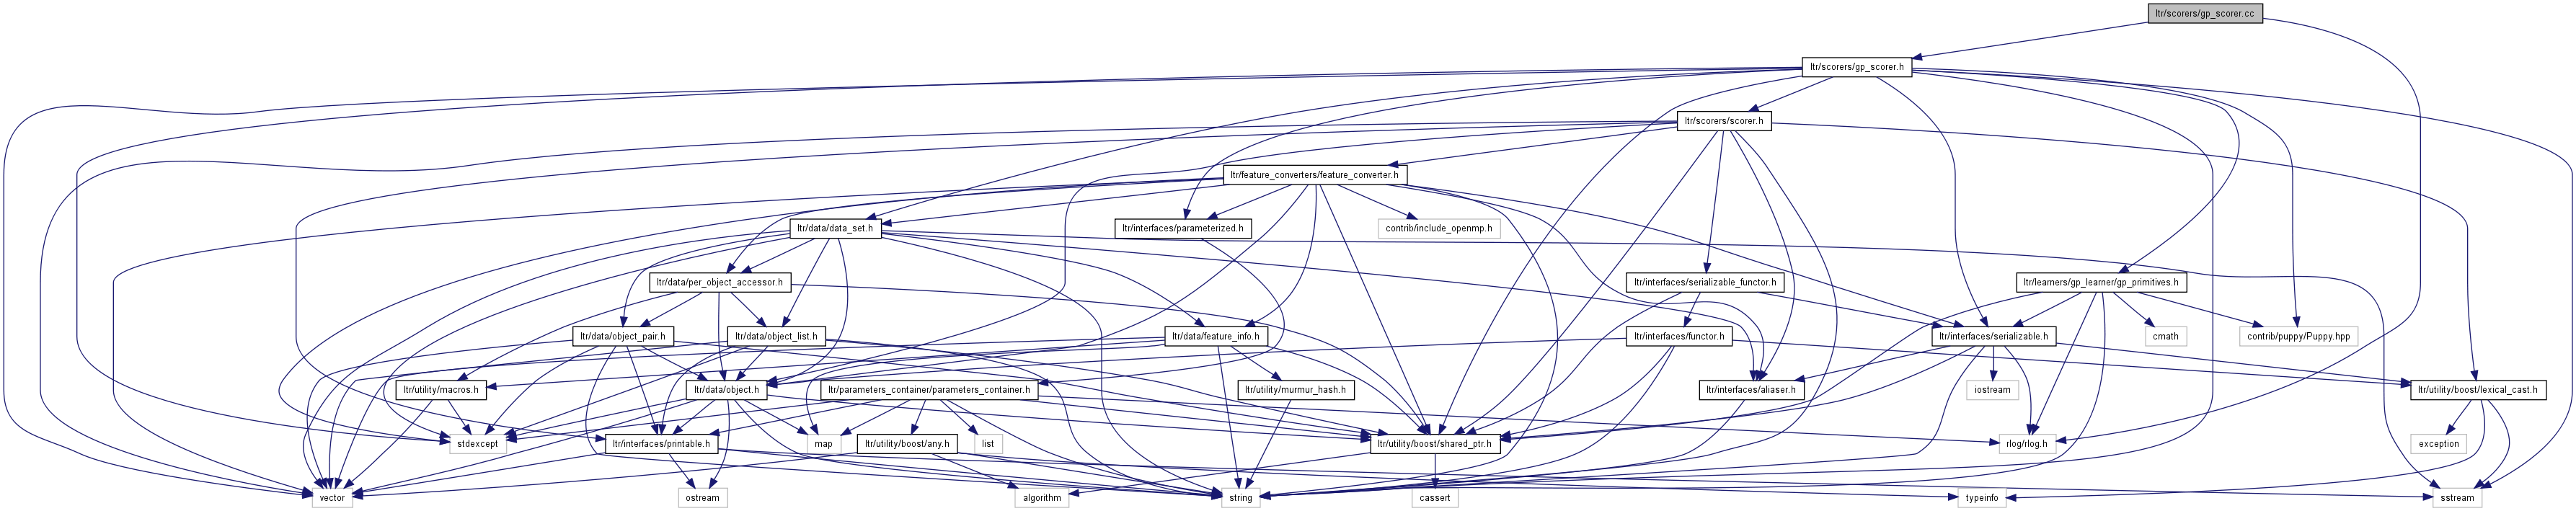 ltr/scorers/gp_scorer.cc
ltr/scorers/gp_scorer.h
ltr/scorers/scorer.h
ltr/feature_converters/feature_converter.h
ltr/data/data_set.h
ltr/interfaces/parameterized.h
contrib/include_openmp.h
ltr/data/per_object_accessor.h
ltr/interfaces/serializable_functor.h
ltr/learners/gp_learner/gp_primitives.h
ltr/data/object_pair.h
ltr/data/object_list.h
ltr/data/feature_info.h
ltr/interfaces/functor.h
ltr/interfaces/serializable.h
cmath
contrib/puppy/Puppy.hpp
ltr/utility/macros.h
ltr/data/object.h
ltr/parameters_container/parameters_container.h
ltr/utility/murmur_hash.h
ltr/interfaces/aliaser.h
iostream
ltr/utility/boost/lexical_cast.h
stdexcept
ltr/interfaces/printable.h
map
ltr/utility/boost/any.h
list
ltr/utility/boost/shared_ptr.h
rlog/rlog.h
exception
vector
ostream
algorithm
string
cassert
typeinfo
sstream